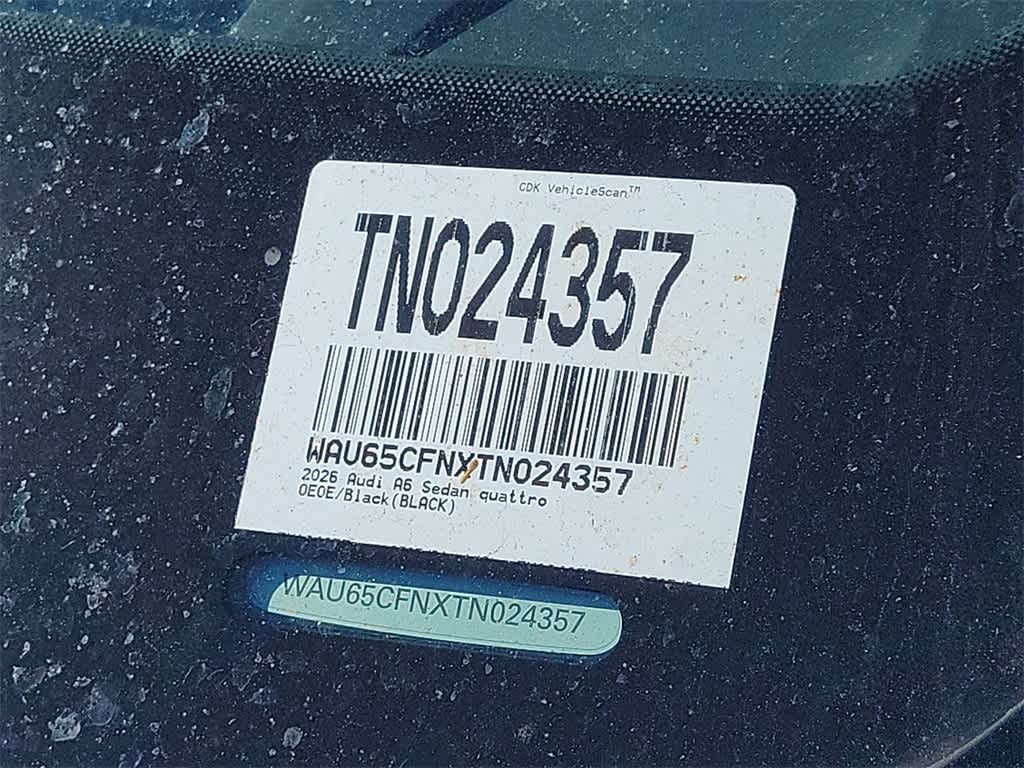 CDK VehicleScan™
TN024357
WAU65CFNXTN024357
2026 Audi A6 Sedan quattro
0E0E/Black(BLACK)
WAU65CFNXTN024357